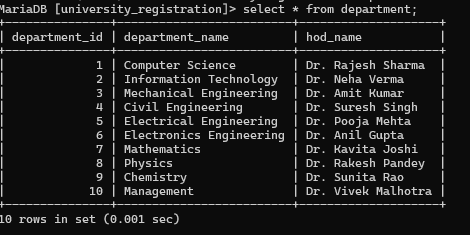 MariaDB [university_registration]> select * from department;
+---------------+------------------------+--------------------+
| department_id | department_name        | hod_name           |
+---------------+------------------------+--------------------+
|             1 | Computer Science       | Dr. Rajesh Sharma  |
|             2 | Information Technology | Dr. Neha Verma     |
|             3 | Mechanical Engineering | Dr. Amit Kumar     |
|             4 | Civil Engineering      | Dr. Suresh Singh   |
|             5 | Electrical Engineering | Dr. Pooja Mehta    |
|             6 | Electronics Engineering | Dr. Anil Gupta     |
|             7 | Mathematics            | Dr. Kavita Joshi   |
|             8 | Physics                | Dr. Rakesh Pandey  |
|             9 | Chemistry              | Dr. Sunita Rao     |
|            10 | Management             | Dr. Vivek Malhotra |
+---------------+------------------------+--------------------+
10 rows in set (0.001 sec)